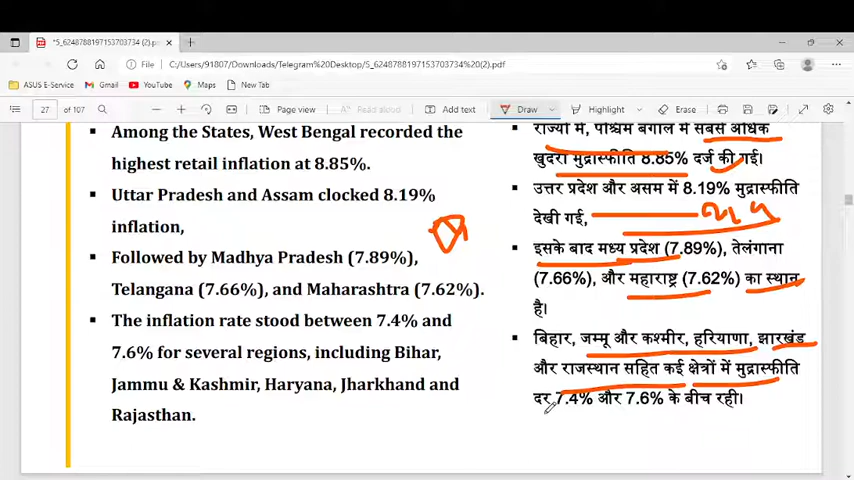 *5_6248788197153703734 (2).pdf
File
C:/Users/91807/Downloads/Telegram%20Desktop/5_6248788197153703734%20(2).pdf
ASUS E-Service
Gmail
YouTube
Maps
New Tab
27 of 107
Page view
Read aloud
Add text
Draw
Highlight
Erase
Among the States, West Bengal recorded the
highest retail inflation at 8.85%.
Uttar Pradesh and Assam clocked 8.19%
inflation,
Followed by Madhya Pradesh (7.89%),
Telangana (7.66%), and Maharashtra (7.62%).
The inflation rate stood between 7.4% and
7.6% for several regions, including Bihar,
Jammu & Kashmir, Haryana, Jharkhand and
Rajasthan.
राज्यों में, पश्चिम बंगाल में सबसे अधिक
खुदरा मुद्रास्फीति 8.85% दर्ज की गई।
उत्तर प्रदेश और असम में 8.19% मुद्रास्फीति
देखी गई,
इसके बाद मध्य प्रदेश (7.89%), तेलंगाना
(7.66%), और महाराष्ट्र (7.62%) का स्थान
है।
बिहार, जम्मू और कश्मीर, हरियाणा, झारखंड
और राजस्थान सहित कई क्षेत्रों में मुद्रास्फीति
दर 7.4% और 7.6% के बीच रही।